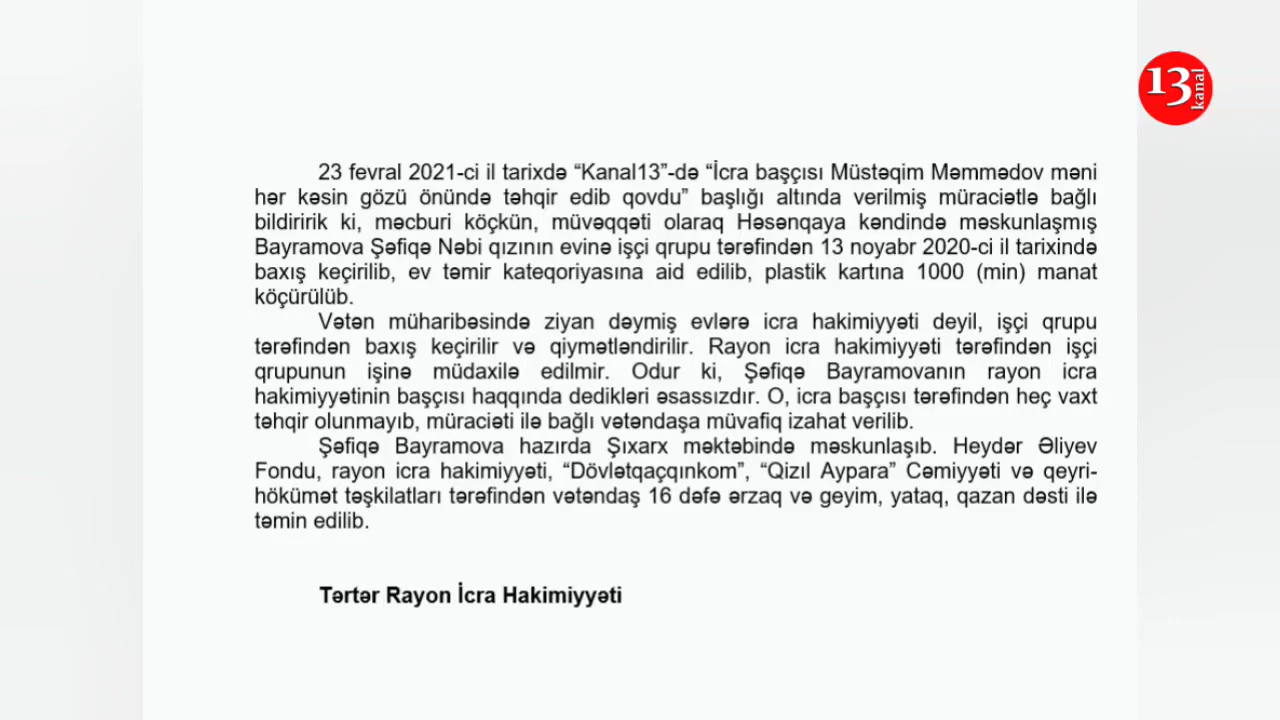 13 kanal
23 fevral 2021-ci il tarixdə “Kanal13”-də “İcra başçısı Müstəqim Məmmədov məni
hər kəsin gözü önündə təhqir edib qovdu” başlığı altında verilmiş müraciətlə bağlı
bildiririk ki, məcburi köçkün, müvəqqəti olaraq Həsənqaya kəndində məskunlaşmış
Bayramova Şəfiqə Nəbi qızının evinə işçi qrupu tərəfindən 13 noyabr 2020-ci il tarixində
baxış keçirilib, ev təmir kateqoriyasına aid edilib, plastik kartına 1000 (min) manat
köçürülüb.
Vətən müharibəsində ziyan dəymiş evlərə icra hakimiyyəti deyil, işçi qrupu
tərəfindən baxış keçirilir və qiymətləndirilir. Rayon icra hakimiyyəti tərəfindən işçi
qrupunun işinə müdaxilə edilmir. Odur ki, Şəfiqə Bayramovanın rayon icra
hakimiyyətinin başçısı haqqında dedikləri əsassızdır. O, icra başçısı tərəfindən heç vaxt
təhqir olunmayıb, müraciəti ilə bağlı vətəndaşa müvafiq izahat verilib.
Şəfiqə Bayramova hazırda Şıxarx məktəbində məskunlaşıb. Heydər Əliyev
Fondu, rayon icra hakimiyyəti, “Dövlətqaçqınkom”, “Qizıl Aypara” Cəmiyyəti və qeyri-
hökümət təşkilatları tərəfindən vətəndaş 16 dəfə ərzaq və geyim, yataq, qazan dəsti ilə
təmin edilib.
Tərtər Rayon İcra Hakimiyyəti